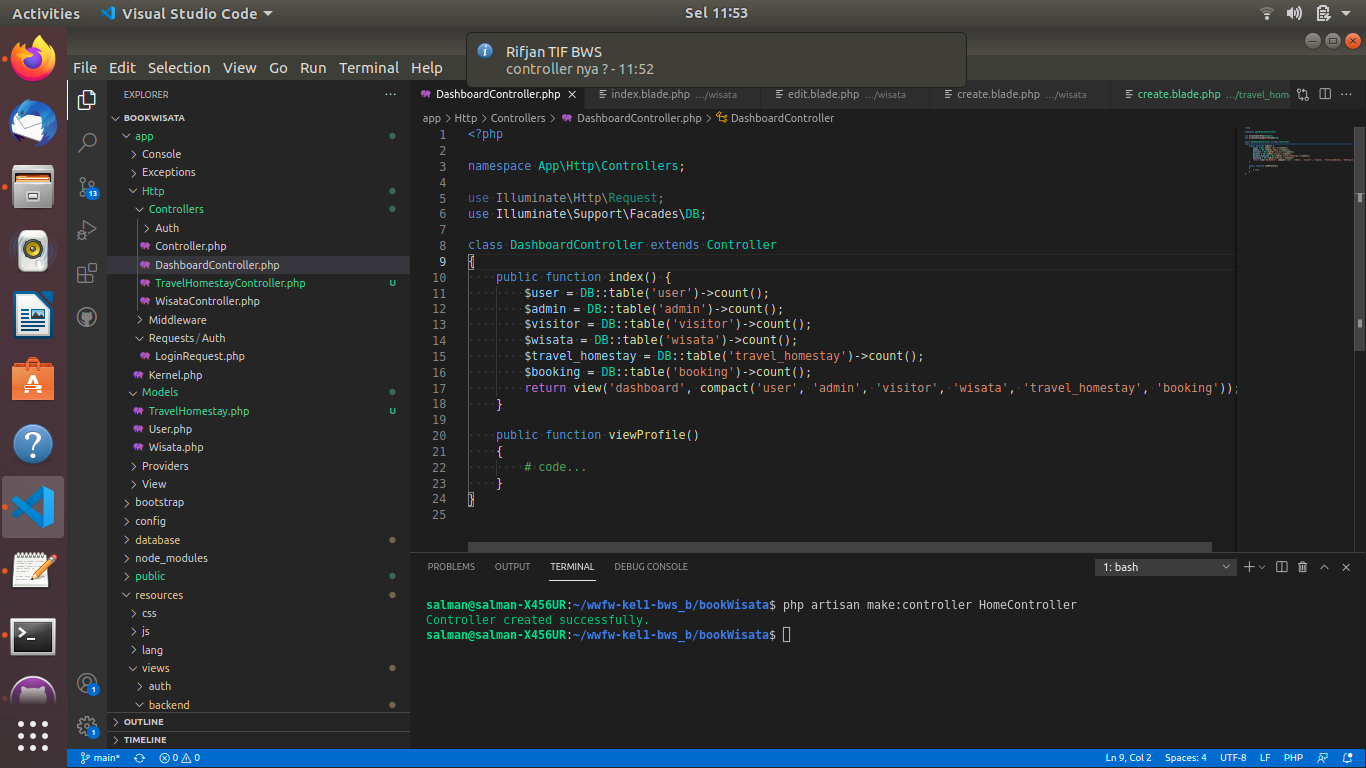 Activities
Visual Studio Code
Sel 11:53
Rifjan TIF BWS
controller nya ? - 11:52
File Edit Selection View Go Run Terminal Help
EXPLORER
BOOKWISATA
app
Console
Exceptions
Http
Controllers
Auth
Controller.php
DashboardController.php
TravelHomestayController.php U
WisataController.php
Middleware
Requests / Auth
LoginRequest.php
Kernel.php
Models
TravelHomestay.php U
User.php
Wisata.php
Providers
View
bootstrap
config
database
node_modules
public
resources
css
js
lang
views
auth
backend
OUTLINE
TIMELINE
13
1
1
DashboardController.php
index.blade.php .../wisata
edit.blade.php .../wisata
create.blade.php .../wisata
create.blade.php .../travel_hom
app > Http > Controllers > DashboardController.php > DashboardController
1 <?php
2
3 namespace App\Http\Controllers;
4
5 use Illuminate\Http\Request;
6 use Illuminate\Support\Facades\DB;
7
8 class DashboardController extends Controller
9 {
10 public function index() {
11 $user = DB::table('user')->count();
12 $admin = DB::table('admin')->count();
13 $visitor = DB::table('visitor')->count();
14 $wisata = DB::table('wisata')->count();
15 $travel_homestay = DB::table('travel_homestay')->count();
16 $booking = DB::table('booking')->count();
17 return view('dashboard', compact('user', 'admin', 'visitor', 'wisata', 'travel_homestay', 'booking'));
18 }
19
20 public function viewProfile()
21 {
22 # code...
23 }
24 }
25
PROBLEMS OUTPUT TERMINAL DEBUG CONSOLE
1: bash
salman@salman-X456UR:~/wwfw-kel1-bws_b/bookWisata$ php artisan make:controller HomeController
Controller created successfully.
salman@salman-X456UR:~/wwfw-kel1-bws_b/bookWisata$
main* 0 0
Ln 9, Col 2 Spaces: 4 UTF-8 LF PHP